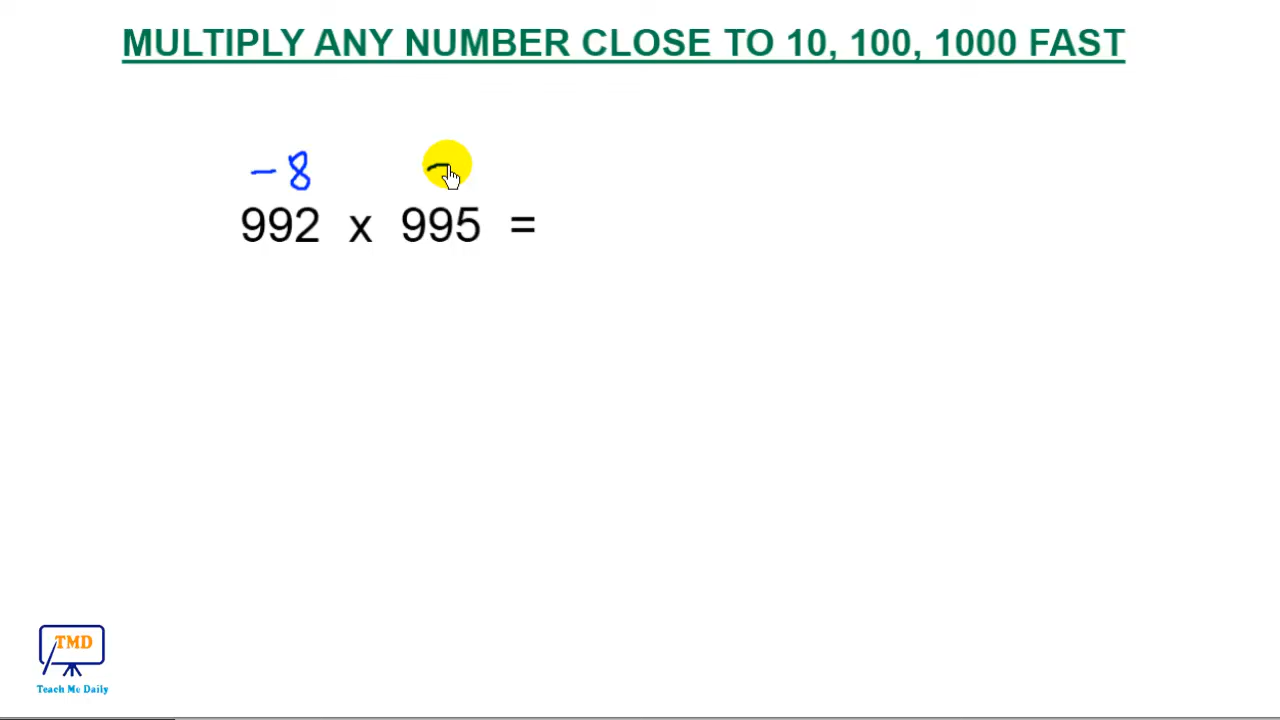 MULTIPLY ANY NUMBER CLOSE TO 10, 100, 1000 FAST
-8 -
992 x 995 =
TMD
Teach Me Daily